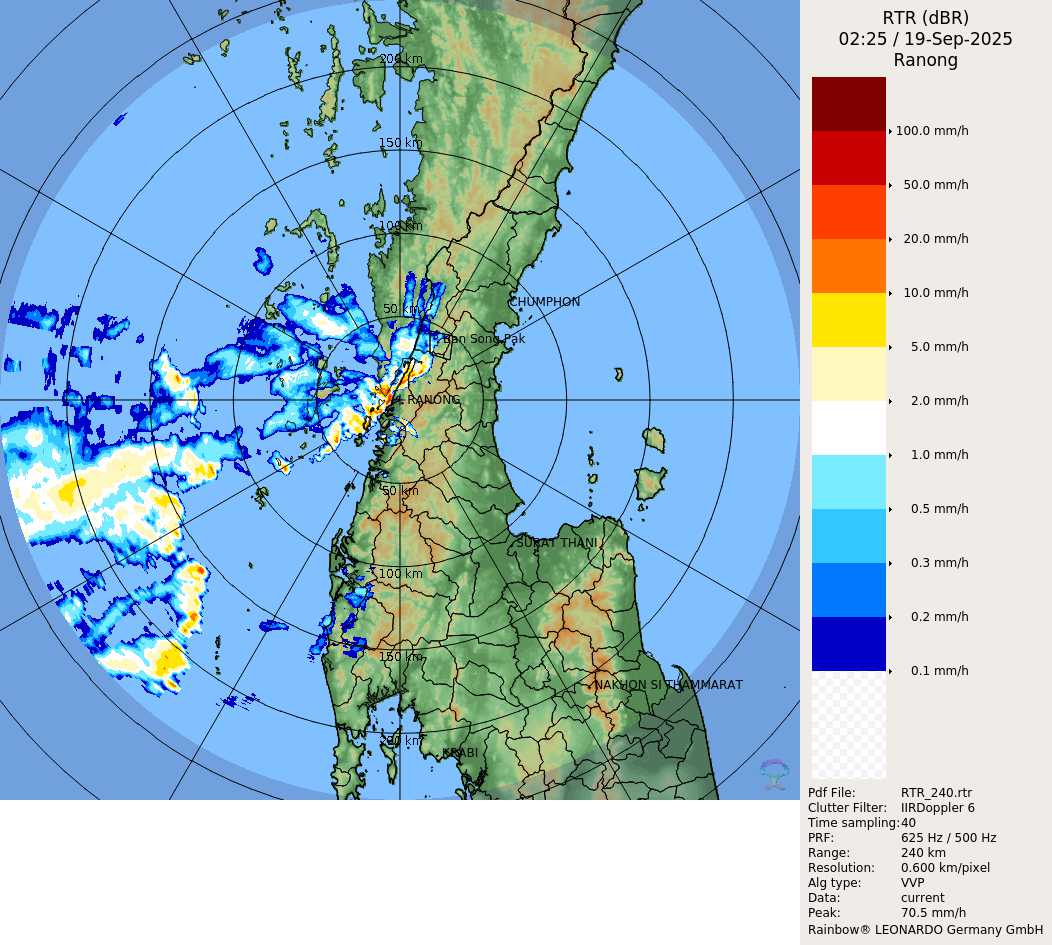 RTR (dBR)
02:25 / 19-Sep-2025
Ranong
200 km
150 km
100 km
50 km
CHUMPHON
Ban Song Pak
RANONG
50 km
SURAT THANI
100 km
150 km
NAKHON SI THAMMARAT
200 km
KRABI
100.0 mm/h
50.0 mm/h
20.0 mm/h
10.0 mm/h
5.0 mm/h
2.0 mm/h
1.0 mm/h
0.5 mm/h
0.3 mm/h
0.2 mm/h
0.1 mm/h
Pdf File: RTR_240.rtr
Clutter Filter: IIRDoppler 6
Time sampling:40
PRF: 625 Hz / 500 Hz
Range: 240 km
Resolution: 0.600 km/pixel
Alg type: VVP
Data: current
Peak: 70.5 mm/h
Rainbow® LEONARDO Germany GmbH